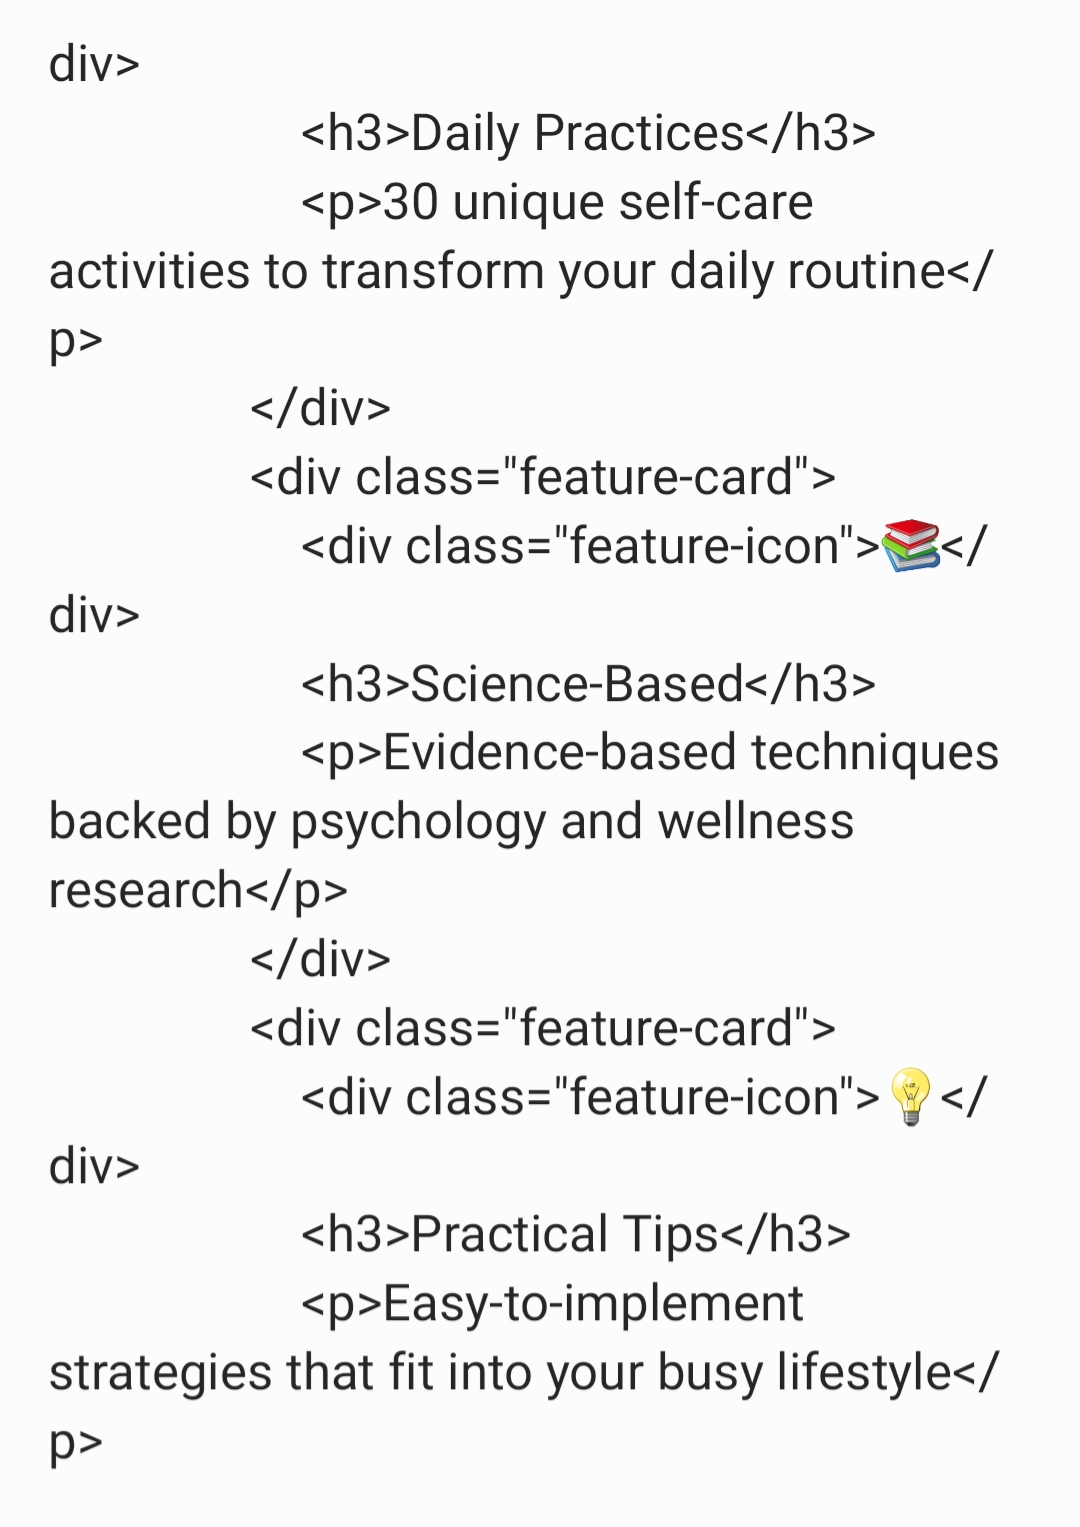 div>
<h3>Daily Practices</h3>
<p>30 unique self-care
activities to transform your daily routine</
p>
</div>
<div class="feature-card">
<div class="feature-icon">📚</
div>
<h3>Science-Based</h3>
<p>Evidence-based techniques
backed by psychology and wellness
research</p>
</div>
<div class="feature-card">
<div class="feature-icon">💡</
div>
<h3>Practical Tips</h3>
<p>Easy-to-implement
strategies that fit into your busy lifestyle</
p>